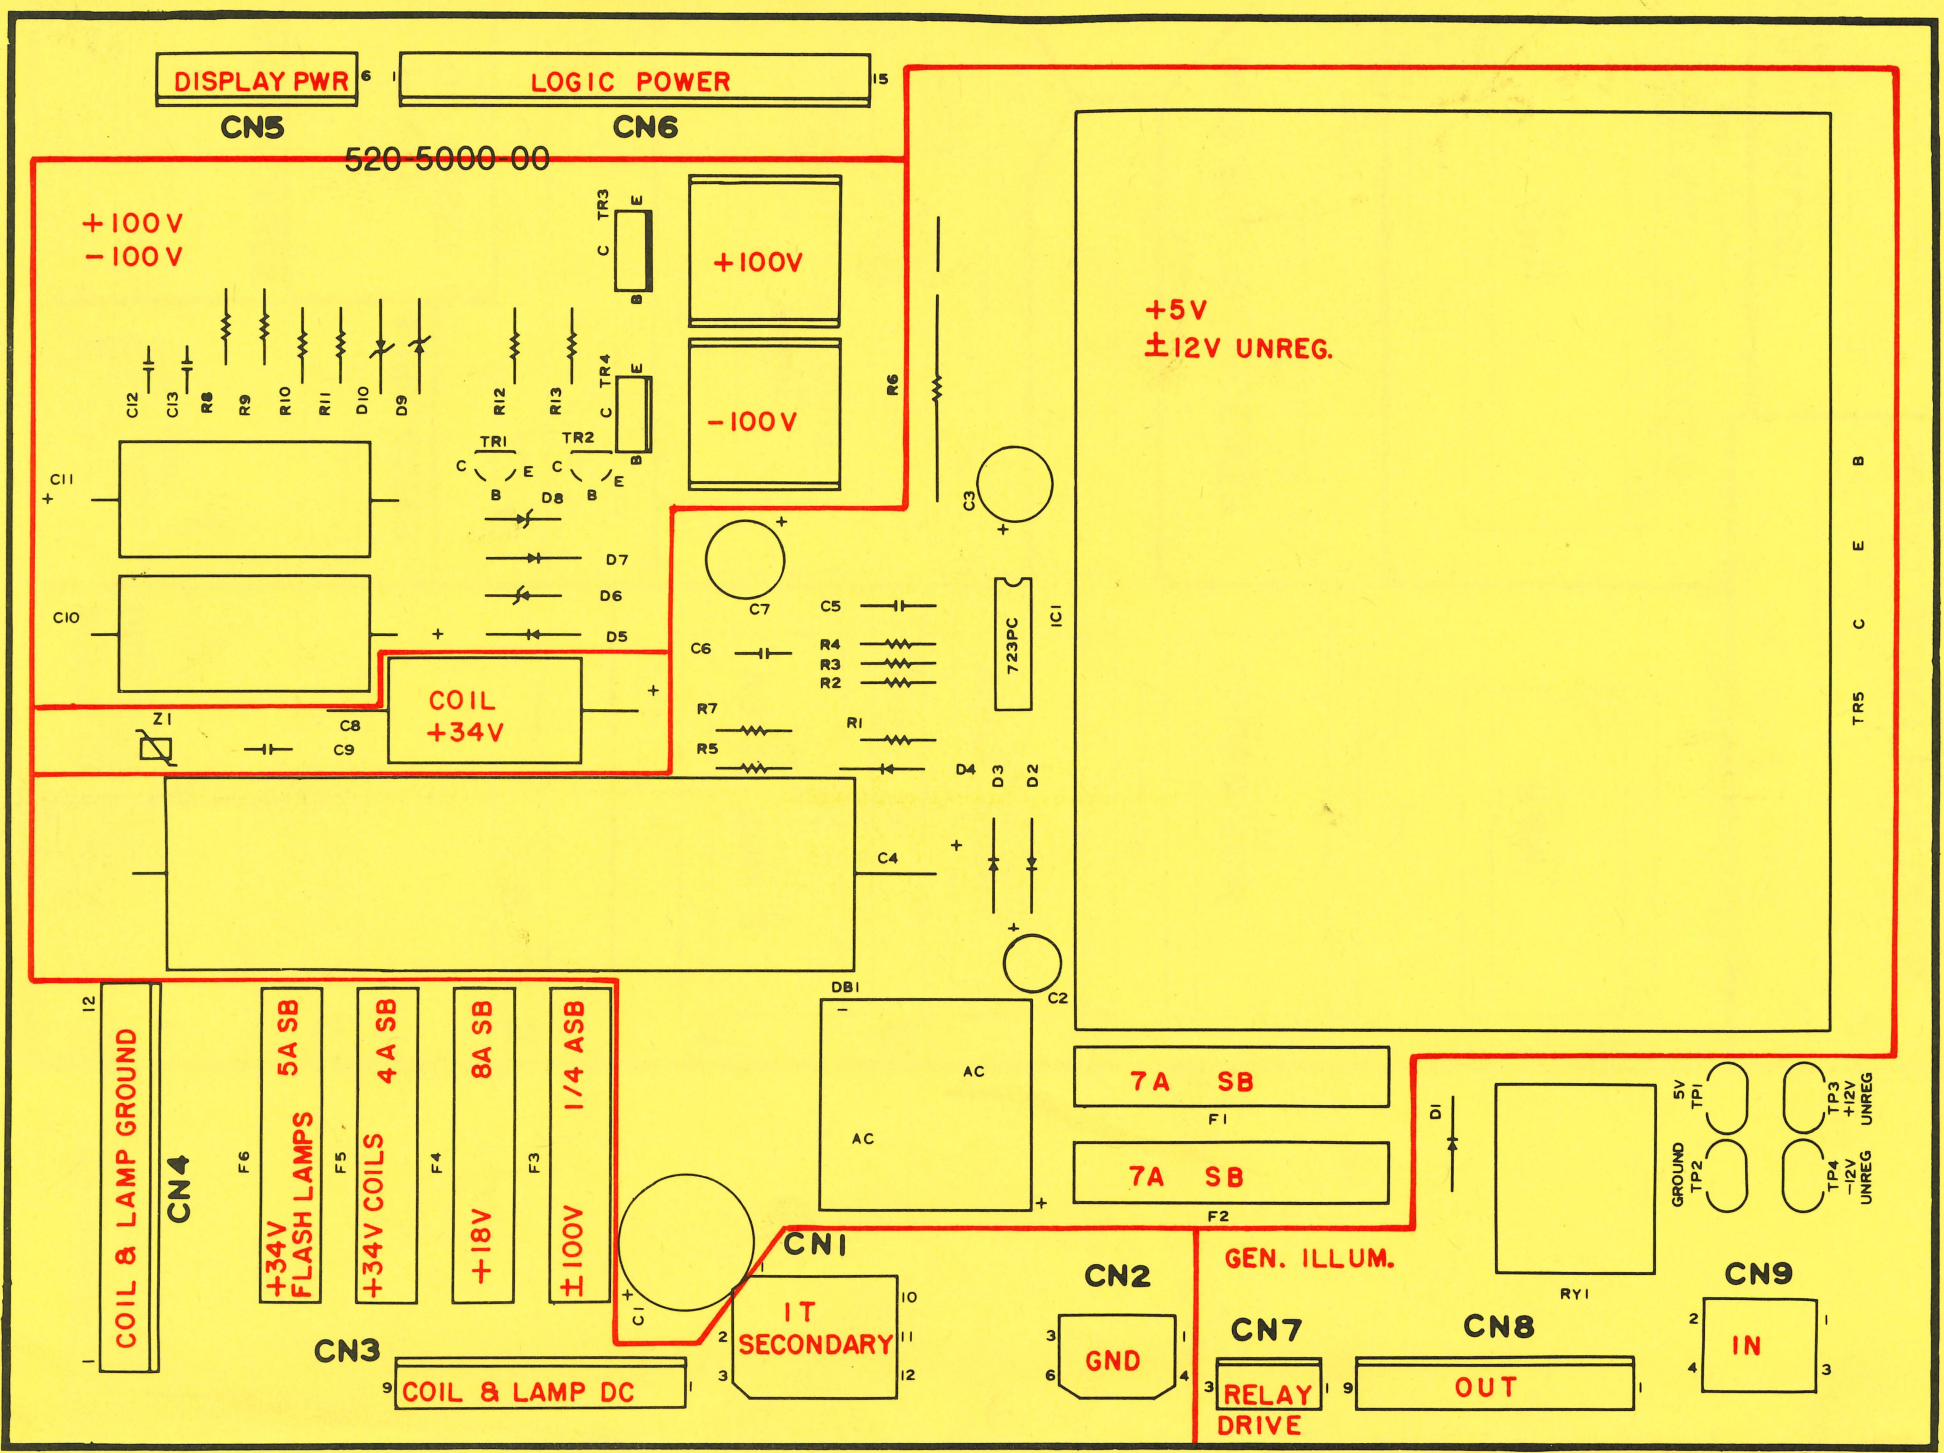 DISPLAY PWR 6
1 LOGIC POWER 15
CN5
CN6
520-5000-00
+100V
-100V
TR3
E
C
B
+100V
TR4
E
C
B
-100V
+5V
±12V UNREG.
C12
C13
R8
R9
R10
R11
D10
D9
R12
R13
R6
TR1
C
E
B
TR2
C
E
B
C11
+
D8
D7
D6
D5
C10
+
C3
+
+
C7
C5
C6
R4
R3
R2
723PC
IC1
B
E
C
TR5
COIL
+34V
+
C8
C9
Z1
R7
R5
R1
D4
D3
D2
C4
+
+
C2
DB1
-
AC
AC
+
12
COIL & LAMP GROUND
1
CN4
F6
+34V 5A SB
FLASH LAMPS
F5
+34V COILS 4A SB
F4
+18V 8A SB
F3
±100V 1/4 ASB
7A SB
F1
7A SB
F2
D1
RY1
5V
TP1
TP3
+12V
UNREG
GROUND
TP2
TP4
-12V
UNREG
+
C1
CN1
1
IT
SECONDARY
2
3
10
11
12
CN3
9 COIL & LAMP DC 1
CN2
3
1
GND
6
4
GEN. ILLUM.
CN7
3 RELAY 1
DRIVE
CN8
9 OUT 1
CN9
2
1
IN
4
3